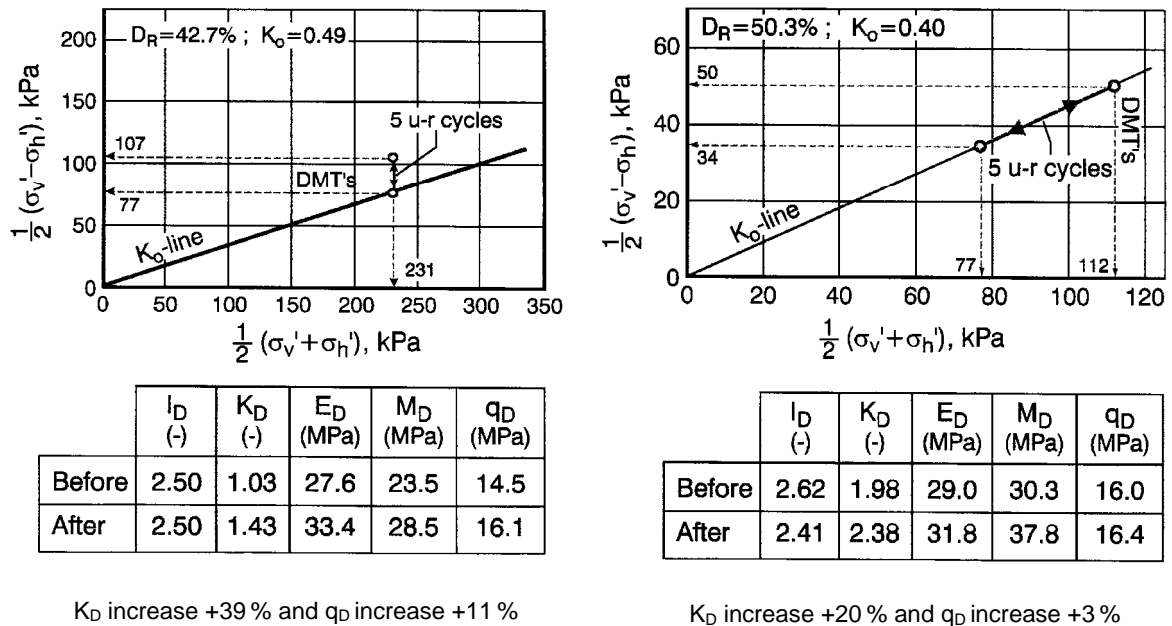 D_R=42.7% ; K_o=0.49
200
150
100
50
0
107
77
5 u-r cycles
DMT's
K_o-line
231
0 50 100 150 200 250 300 350
1/2 (σ_v'−σ_h'), kPa
1/2 (σ_v'+σ_h'), kPa
I_D K_D E_D M_D q_D
(-) (-) (MPa) (MPa) (MPa)
Before 2.50 1.03 27.6 23.5 14.5
After 2.50 1.43 33.4 28.5 16.1
K_D increase +39 % and q_D increase +11 %
D_R=50.3% ; K_o=0.40
60
40
20
0
50
34
DMT's
5 u-r cycles
K_o-line
77
112
0 20 40 60 80 100 120
1/2 (σ_v'−σ_h'), kPa
1/2 (σ_v'+σ_h'), kPa
I_D K_D E_D M_D q_D
(-) (-) (MPa) (MPa) (MPa)
Before 2.62 1.98 29.0 30.3 16.0
After 2.41 2.38 31.8 37.8 16.4
K_D increase +20 % and q_D increase +3 %